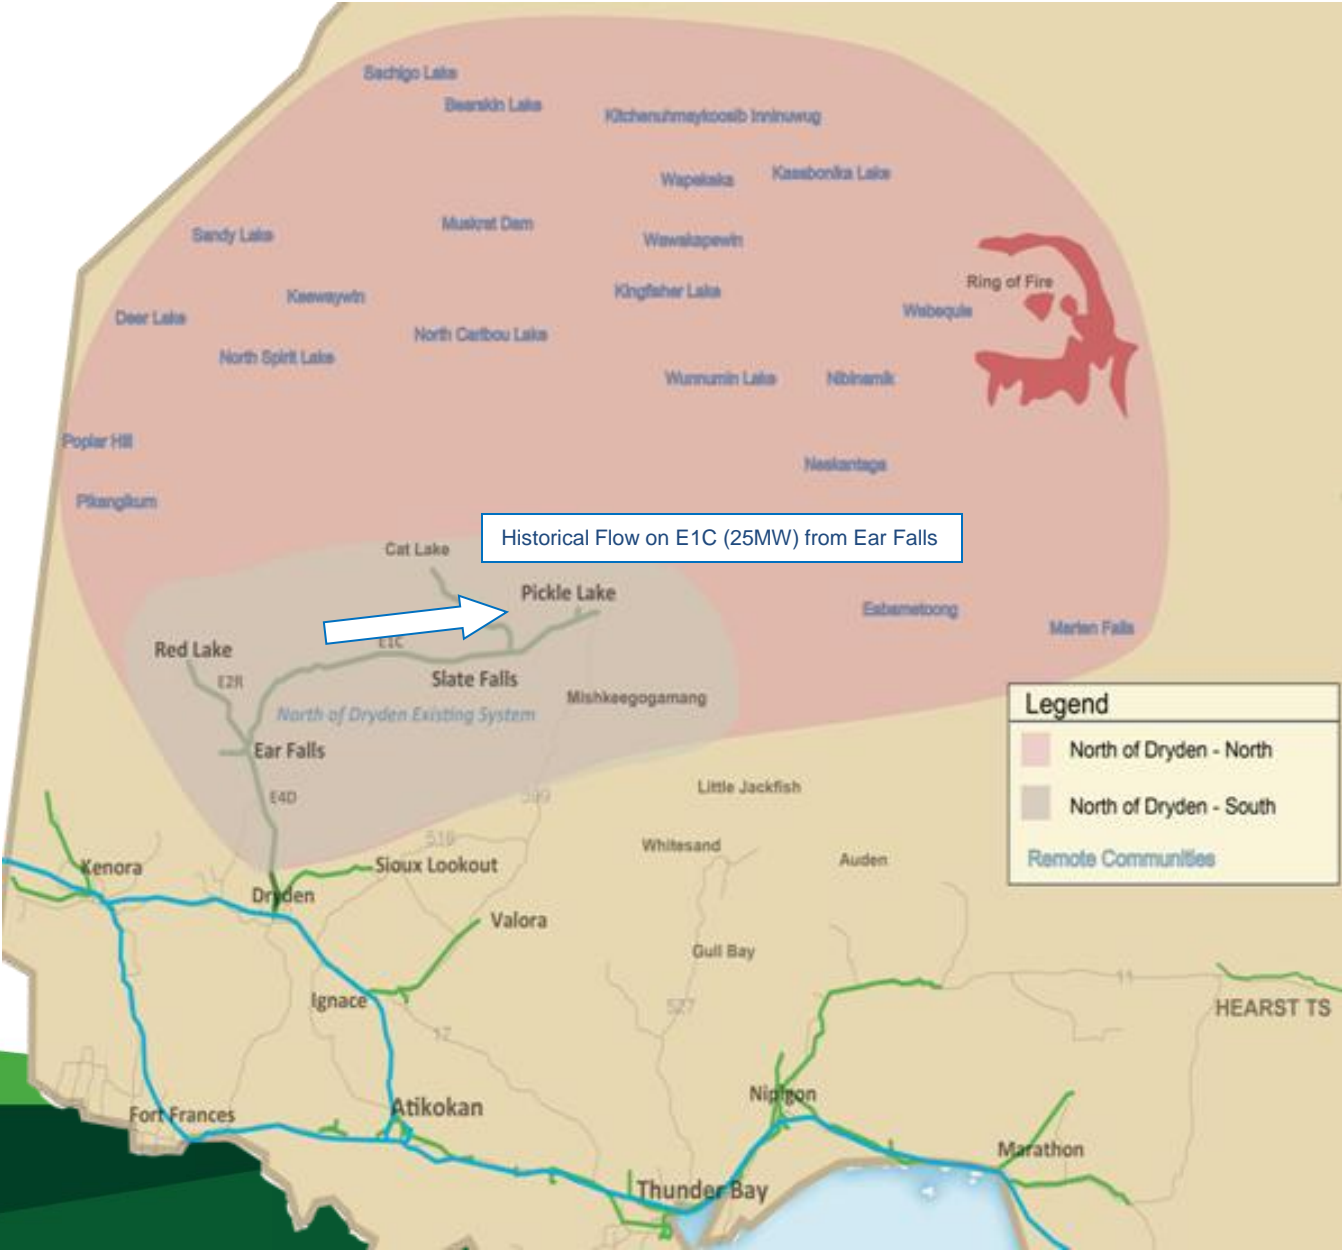 Sachigo Lake
Bearskin Lake
Kitchenuhmaykoosib Inninuwug
Wapekeka
Kasabonika Lake
Muskrat Dam
Sandy Lake
Wawakapewin
Ring of Fire
Kingfisher Lake
Keewaywin
Webequie
Deer Lake
North Caribou Lake
North Spirit Lake
Wunnumin Lake
Nibinamik
Poplar Hill
Neskantaga
Pikangikum
Historical Flow on E1C (25MW) from Ear Falls
Cat Lake
Pickle Lake
Eabametoong
Marten Falls
E1C
Red Lake
E2R
Slate Falls
Mishkeegogamang
North of Dryden Existing System
Ear Falls
E4D
Legend
North of Dryden - North
North of Dryden - South
Remote Communities
Little Jackfish
599
516
Whitesand
Auden
Kenora
Sioux Lookout
Dryden
Valora
Gull Bay
Ignace
527
11
HEARST TS
17
Nipigon
Atikokan
Fort Frances
Marathon
Thunder Bay